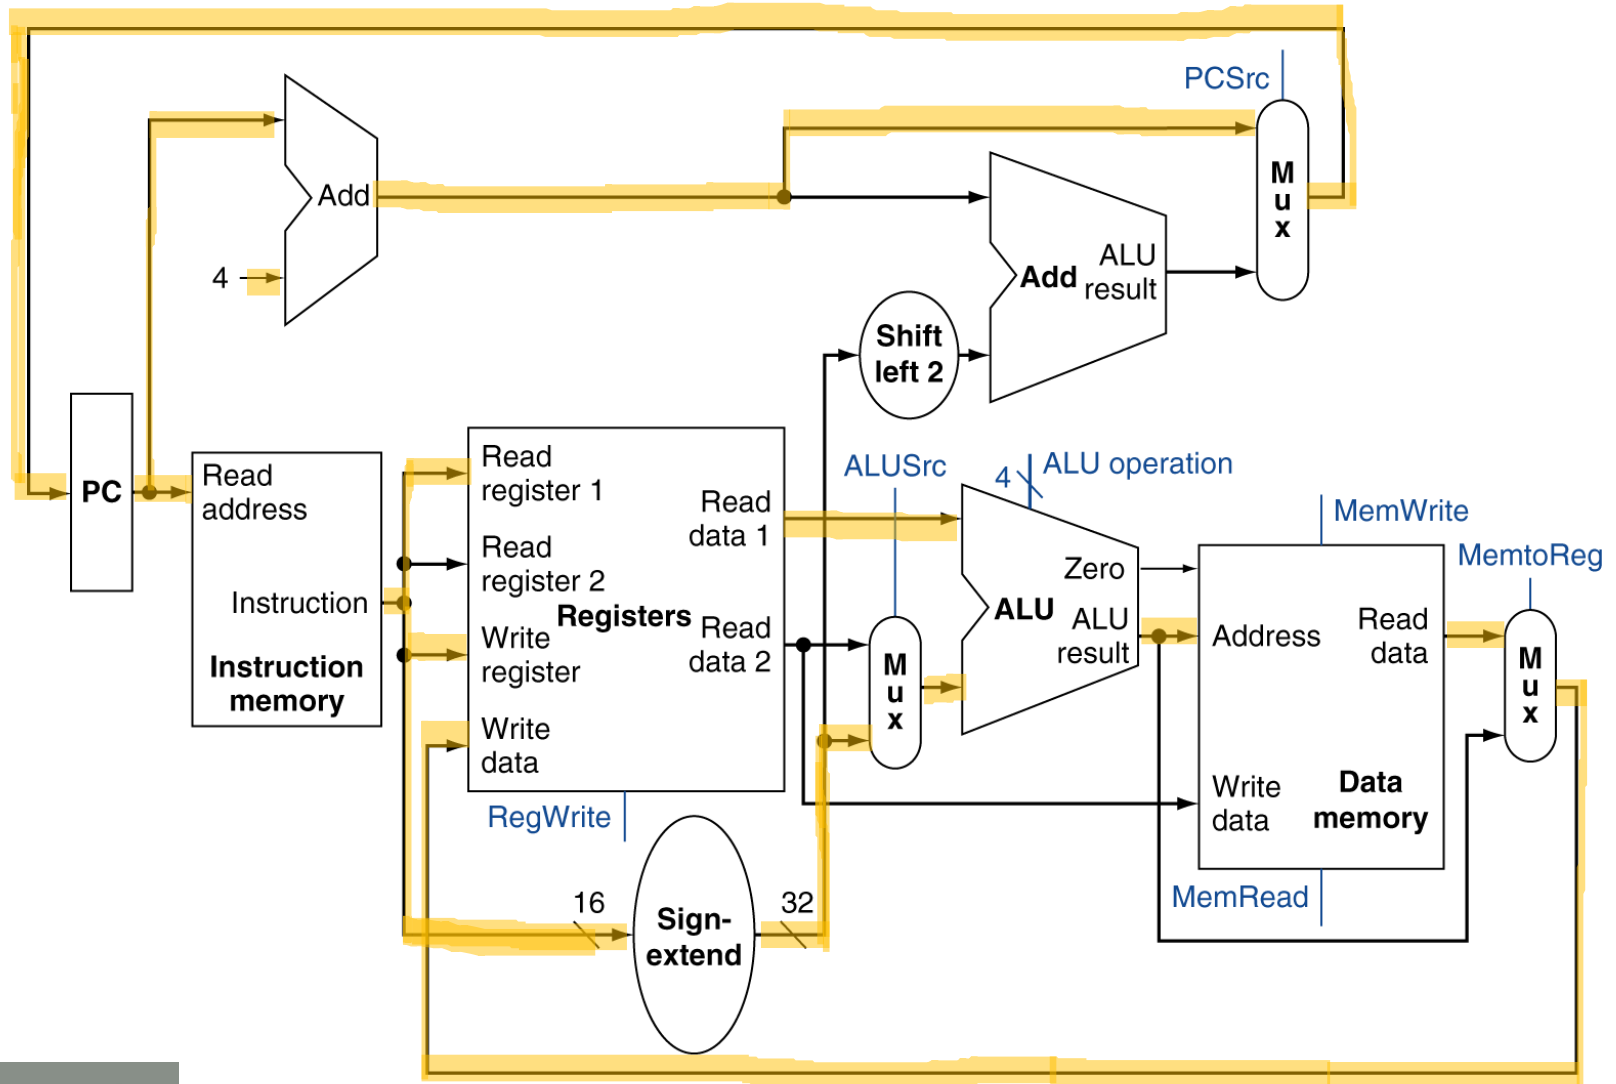 PCSrc
M
u
x
Add
4
Add
ALU
result
Shift
left 2
PC
Read
address
Instruction
Instruction
memory
Read
register 1
Read
register 2
Write
register
Write
data
Registers
Read
data 1
Read
data 2
RegWrite
16
Sign-
extend
32
ALUSrc
M
u
x
4
ALU operation
Zero
ALU
ALU
result
MemWrite
Address
Read
data
Write
data
Data
memory
MemRead
MemtoReg
M
u
x